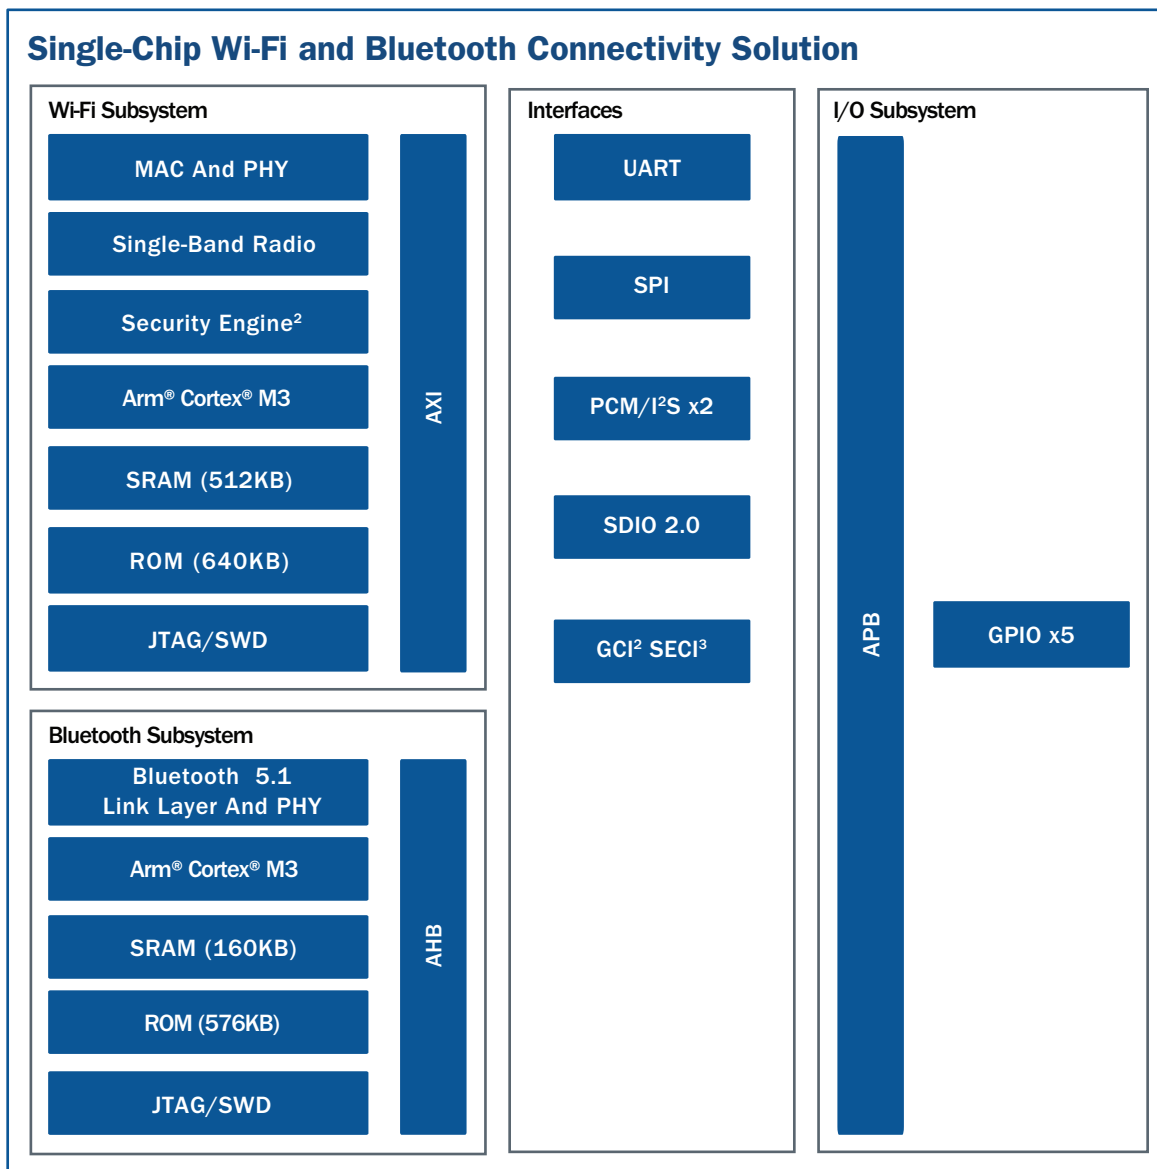 Single-Chip Wi-Fi and Bluetooth Connectivity Solution
Wi-Fi Subsystem
MAC And PHY
Single-Band Radio
Security Engine²
Arm® Cortex® M3
SRAM (512KB)
ROM (640KB)
JTAG/SWD
AXI
Bluetooth Subsystem
Bluetooth 5.1
Link Layer And PHY
Arm® Cortex® M3
SRAM (160KB)
ROM (576KB)
JTAG/SWD
AHB
Interfaces
UART
SPI
PCM/I²S x2
SDIO 2.0
GCI² SECI³
I/O Subsystem
APB
GPIO x5